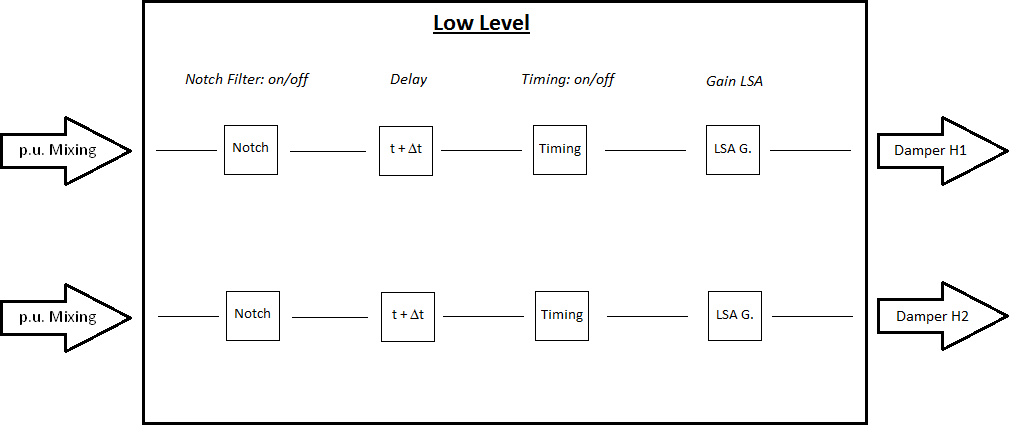 Low Level
Notch Filter: on/off Delay Timing: on/off Gain LSA
p.u. Mixing Notch t + Δt Timing LSA G. Damper H1
p.u. Mixing Notch t + Δt Timing LSA G. Damper H2